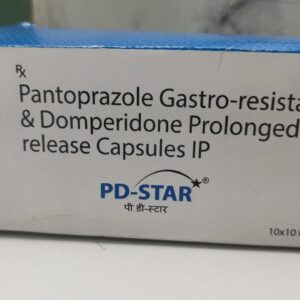 Rx
Pantoprazole Gastro-resista
& Domperidone Prolonged
release Capsules IP
PD-STAR®
पी डी-स्टार
10x10